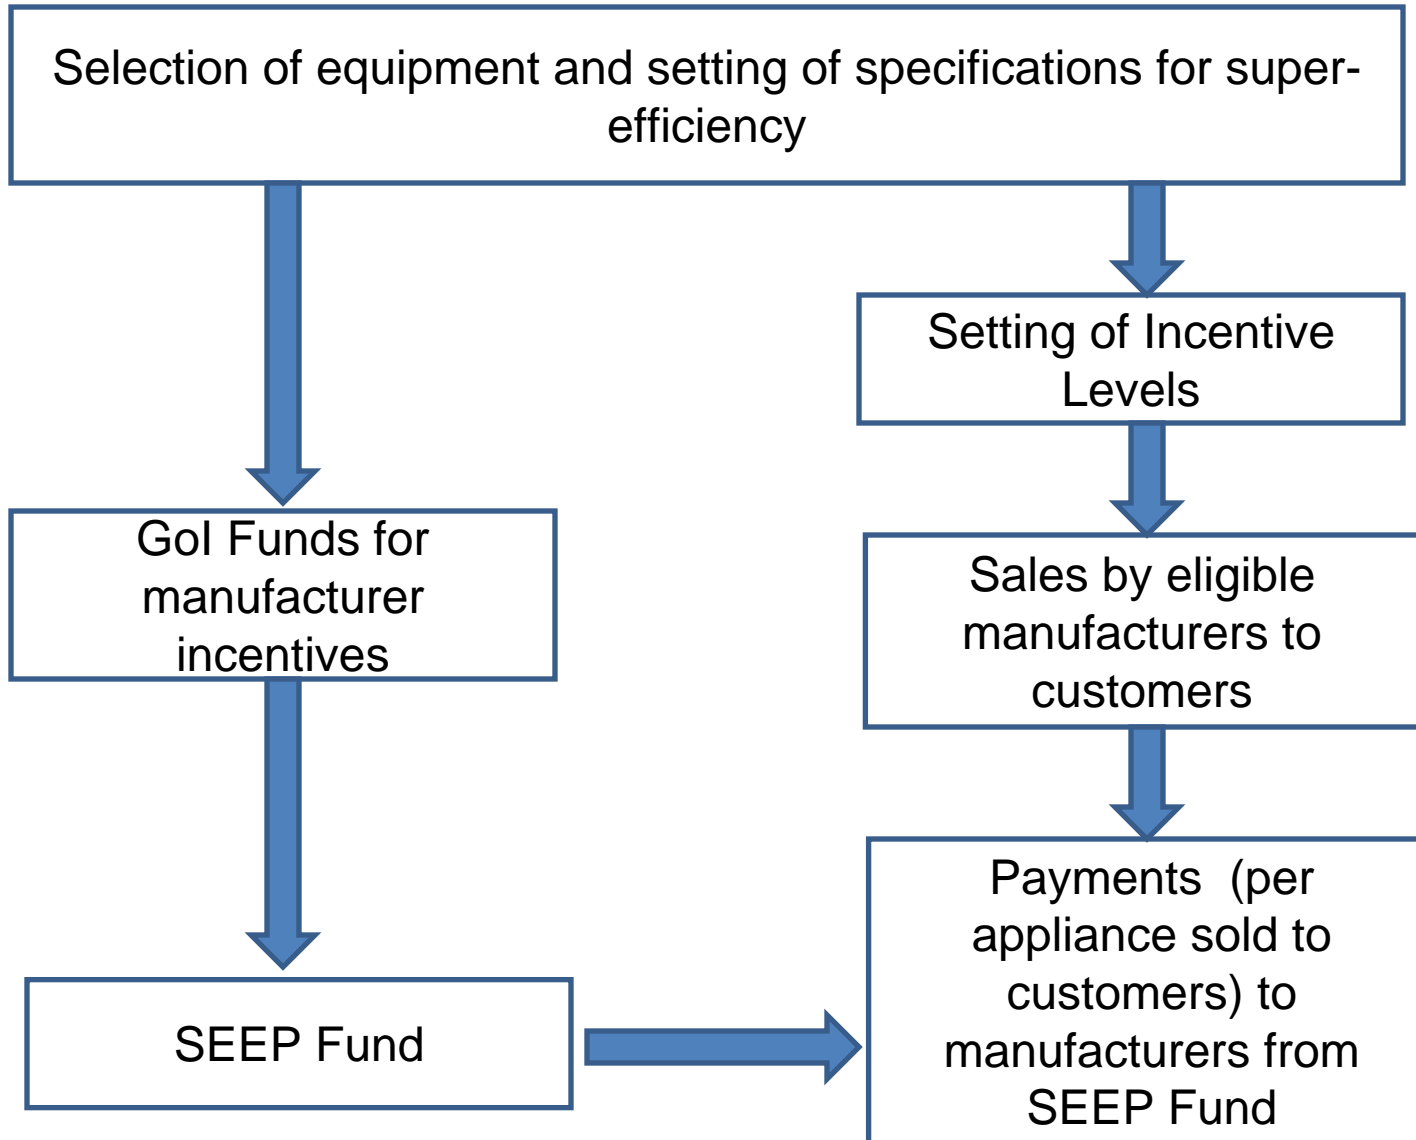 Selection of equipment and setting of specifications for super-
efficiency
Setting of Incentive
Levels
GoI Funds for
manufacturer
incentives
Sales by eligible
manufacturers to
customers
SEEP Fund
Payments  (per
appliance sold to
customers) to
manufacturers from
SEEP Fund